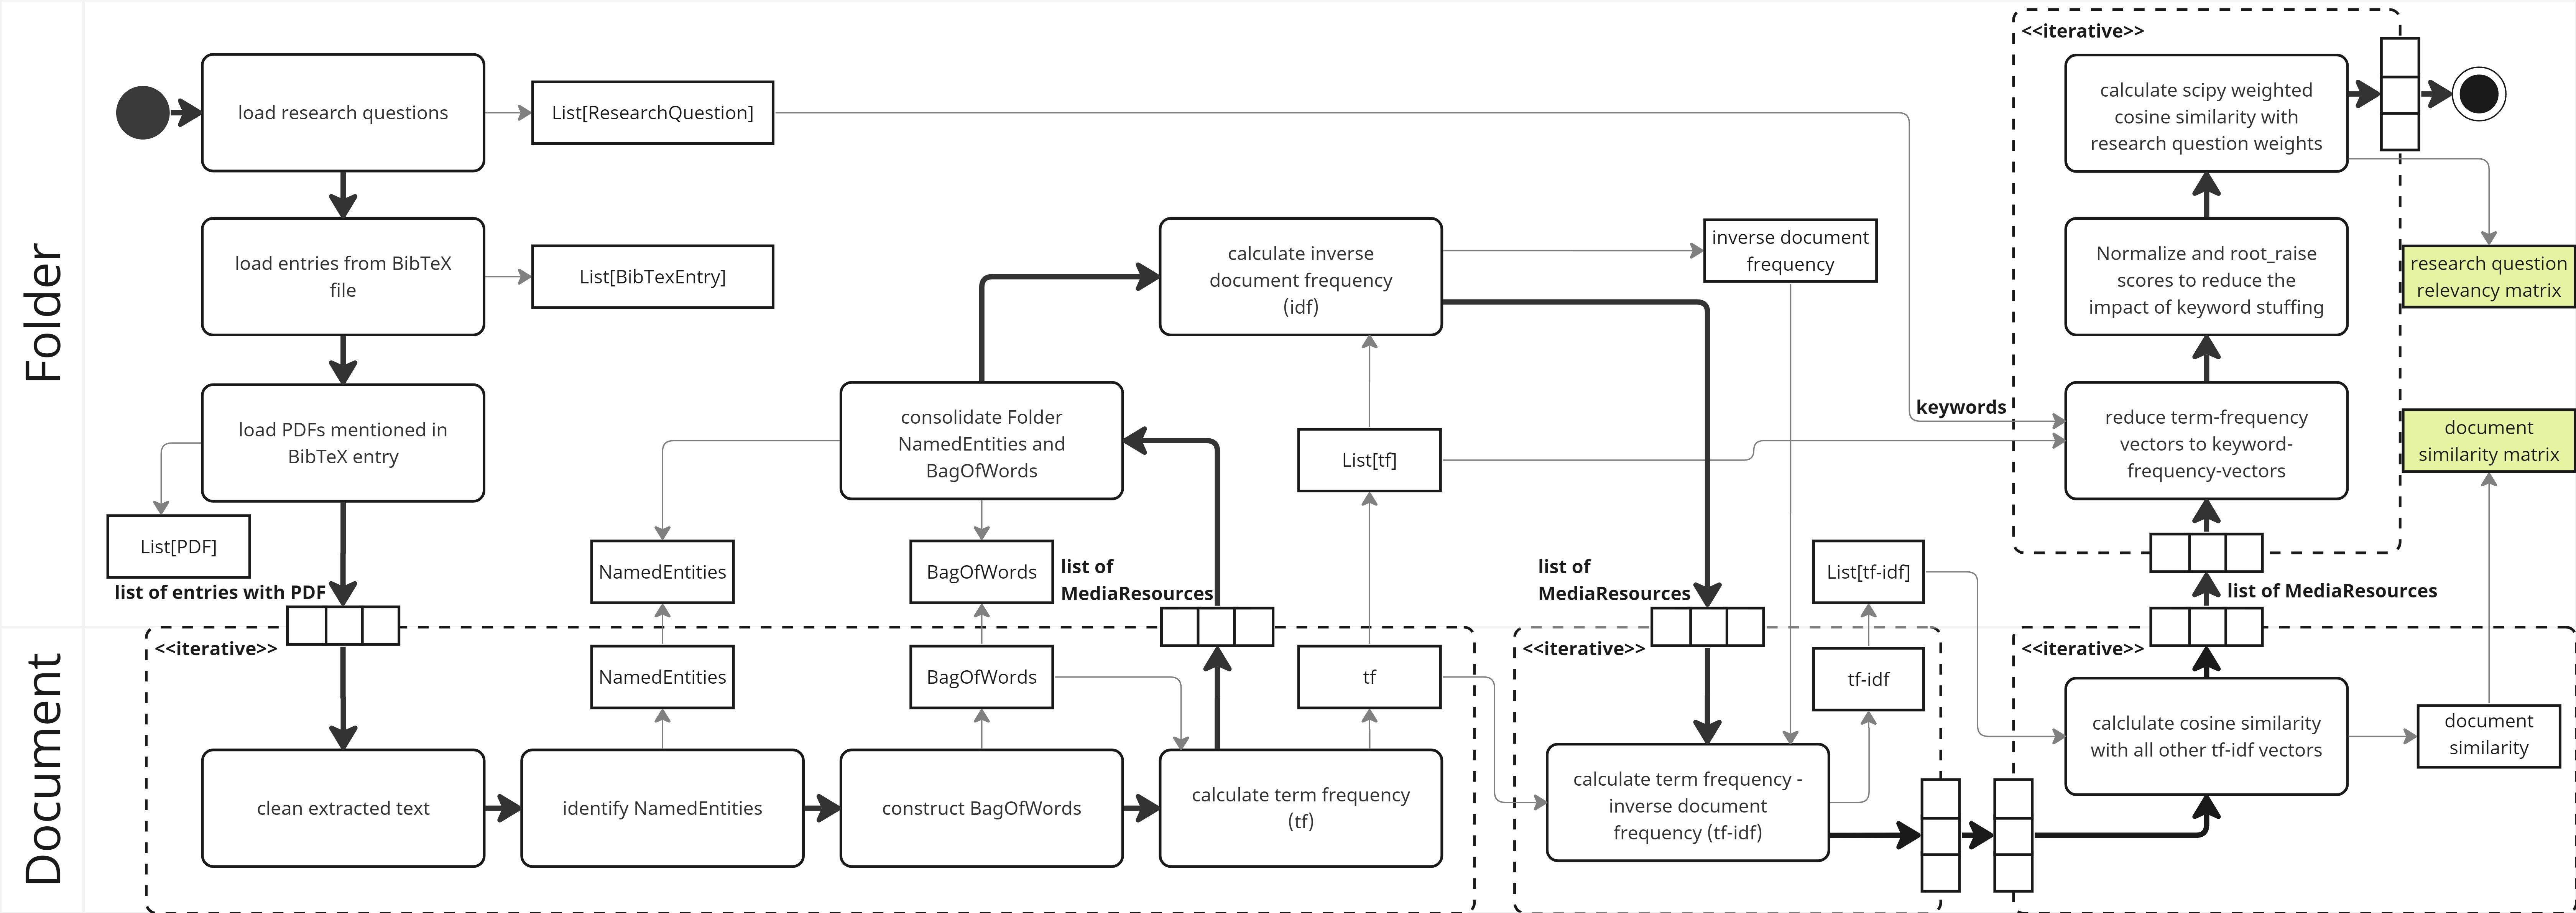 Folder
<<iterative>>
load research questions
List[ResearchQuestion]
calculate scipy weighted
cosine similarity with
research question weights
load entries from BibTeX
file
List[BibTexEntry]
calculate inverse
document frequency
(idf)
inverse document
frequency
Normalize and root_raise
scores to reduce the
impact of keyword stuffing
research question
relevancy matrix
load PDFs mentioned in
BibTeX entry
consolidate Folder
NamedEntities and
BagOfWords
List[tf]
keywords
reduce term-frequency
vectors to keyword-
frequency-vectors
document
similarity matrix
List[PDF]
list of entries with PDF
NamedEntities
BagOfWords
list of
MediaResources
list of
MediaResources
List[tf-idf]
list of MediaResources
Document
<<iterative>>
NamedEntities
BagOfWords
tf
<<iterative>>
tf-idf
<<iterative>>
clean extracted text
identify NamedEntities
construct BagOfWords
calculate term frequency
(tf)
calculate term frequency -
inverse document
frequency (tf-idf)
calclulate cosine similarity
with all other tf-idf vectors
document
similarity